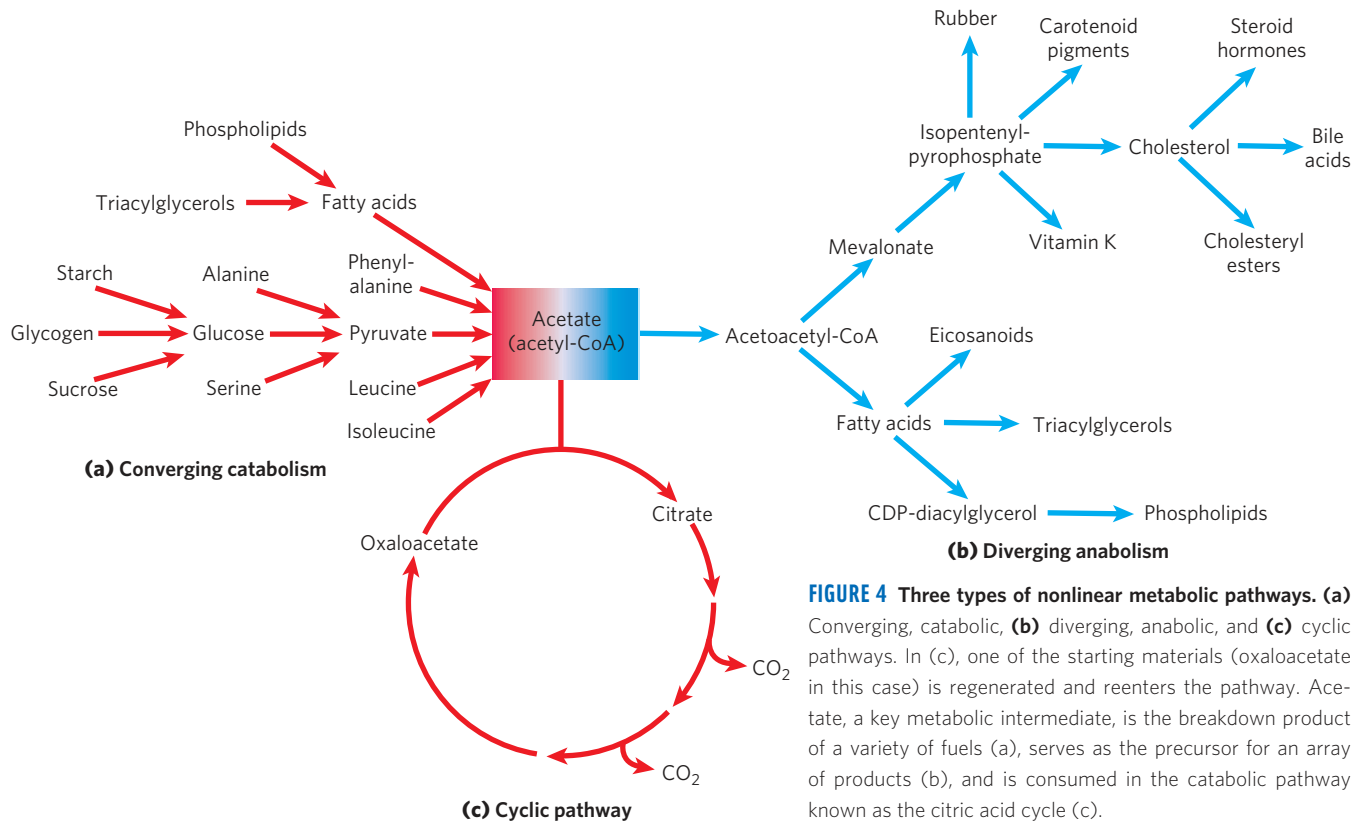 Rubber
Carotenoid
pigments
Steroid
hormones
Phospholipids
Isopentenyl-
pyrophosphate
Cholesterol
Bile
acids
Triacylglycerols
Fatty acids
Mevalonate
Vitamin K
Cholesteryl
esters
Starch
Alanine
Phenyl-
alanine
Glycogen
Glucose
Pyruvate
Acetate
(acetyl-CoA)
Acetoacetyl-CoA
Eicosanoids
Sucrose
Serine
Leucine
Isoleucine
Fatty acids
Triacylglycerols
(a) Converging catabolism
CDP-diacylglycerol
Phospholipids
(b) Diverging anabolism
Oxaloacetate
Citrate
CO₂
CO₂
(c) Cyclic pathway
FIGURE 4 Three types of nonlinear metabolic pathways. (a)
Converging, catabolic, (b) diverging, anabolic, and (c) cyclic
pathways. In (c), one of the starting materials (oxaloacetate
in this case) is regenerated and reenters the pathway. Ace-
tate, a key metabolic intermediate, is the breakdown product
of a variety of fuels (a), serves as the precursor for an array
of products (b), and is consumed in the catabolic pathway
known as the citric acid cycle (c).